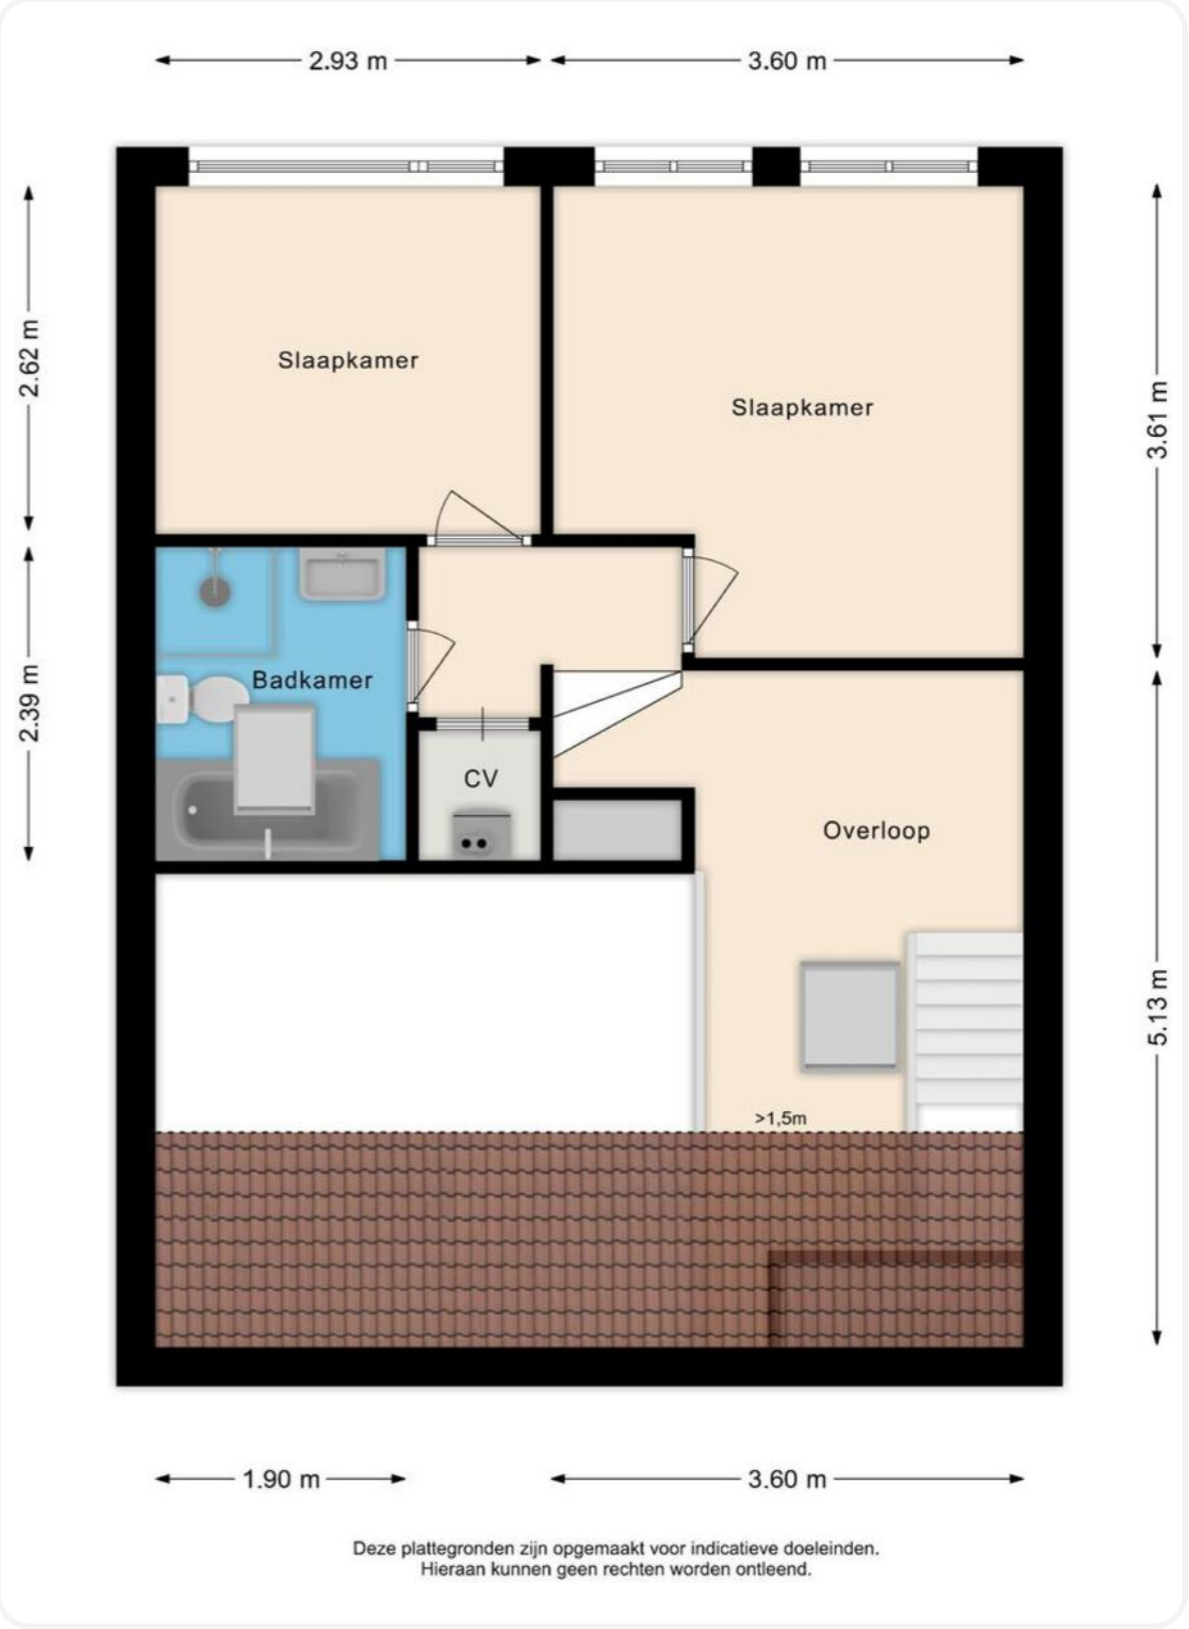 2.93 m
3.60 m
2.62 m
Slaapkamer
Slaapkamer
3.61 m
2.39 m
Badkamer
CV
Overloop
5.13 m
>1,5m
1.90 m
3.60 m
Deze plattegronden zijn opgemaakt voor indicatieve doeleinden.
Hieraan kunnen geen rechten worden ontleend.